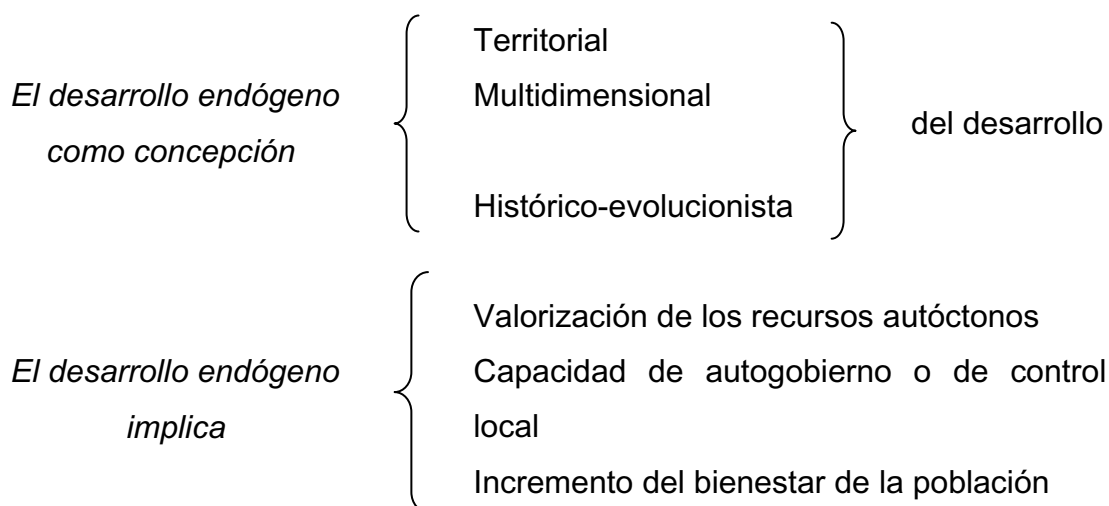 El desarrollo endógeno
como concepción
Territorial
Multidimensional
Histórico-evolucionista
del desarrollo
El desarrollo endógeno
implica
Valorización de los recursos autóctonos
Capacidad de autogobierno o de control
local
Incremento del bienestar de la población